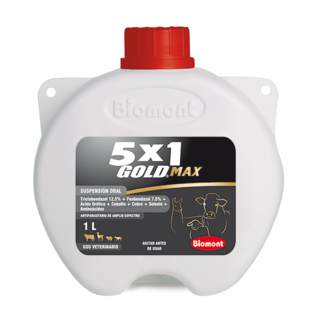 Biomont
5x1
GOLD MAX
SUSPENSIÓN ORAL
Triclabendazol 12.5% + Fenbendazol 7.5% +
Ácido Orótico + Cobalto + Cobre + Selenio +
Aminoácidos
ANTIPARASITARIO DE AMPLIO ESPECTRO
1 L
USO VETERINARIO
AGITAR ANTES
DE USAR
Biomont